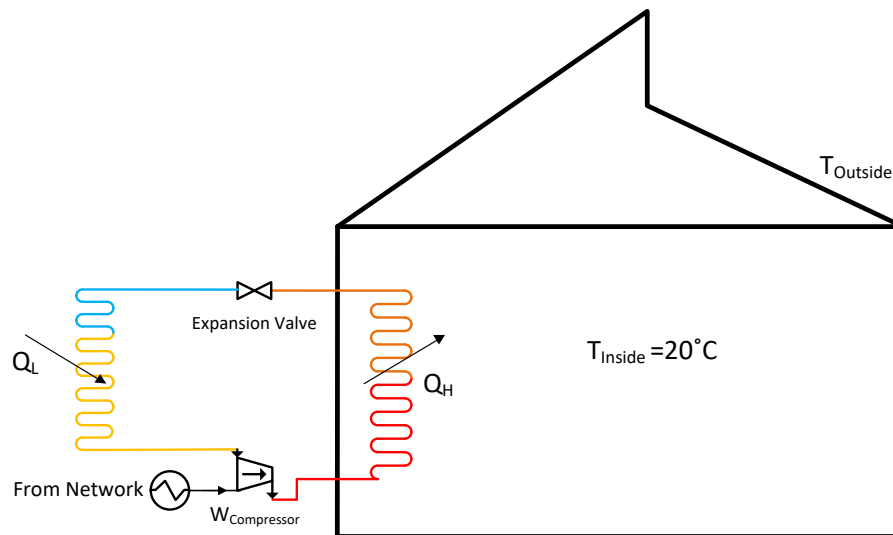 T_Outside
Expansion Valve
Q_L
T_Inside =20˚C
Q_H
From Network
W_Compressor